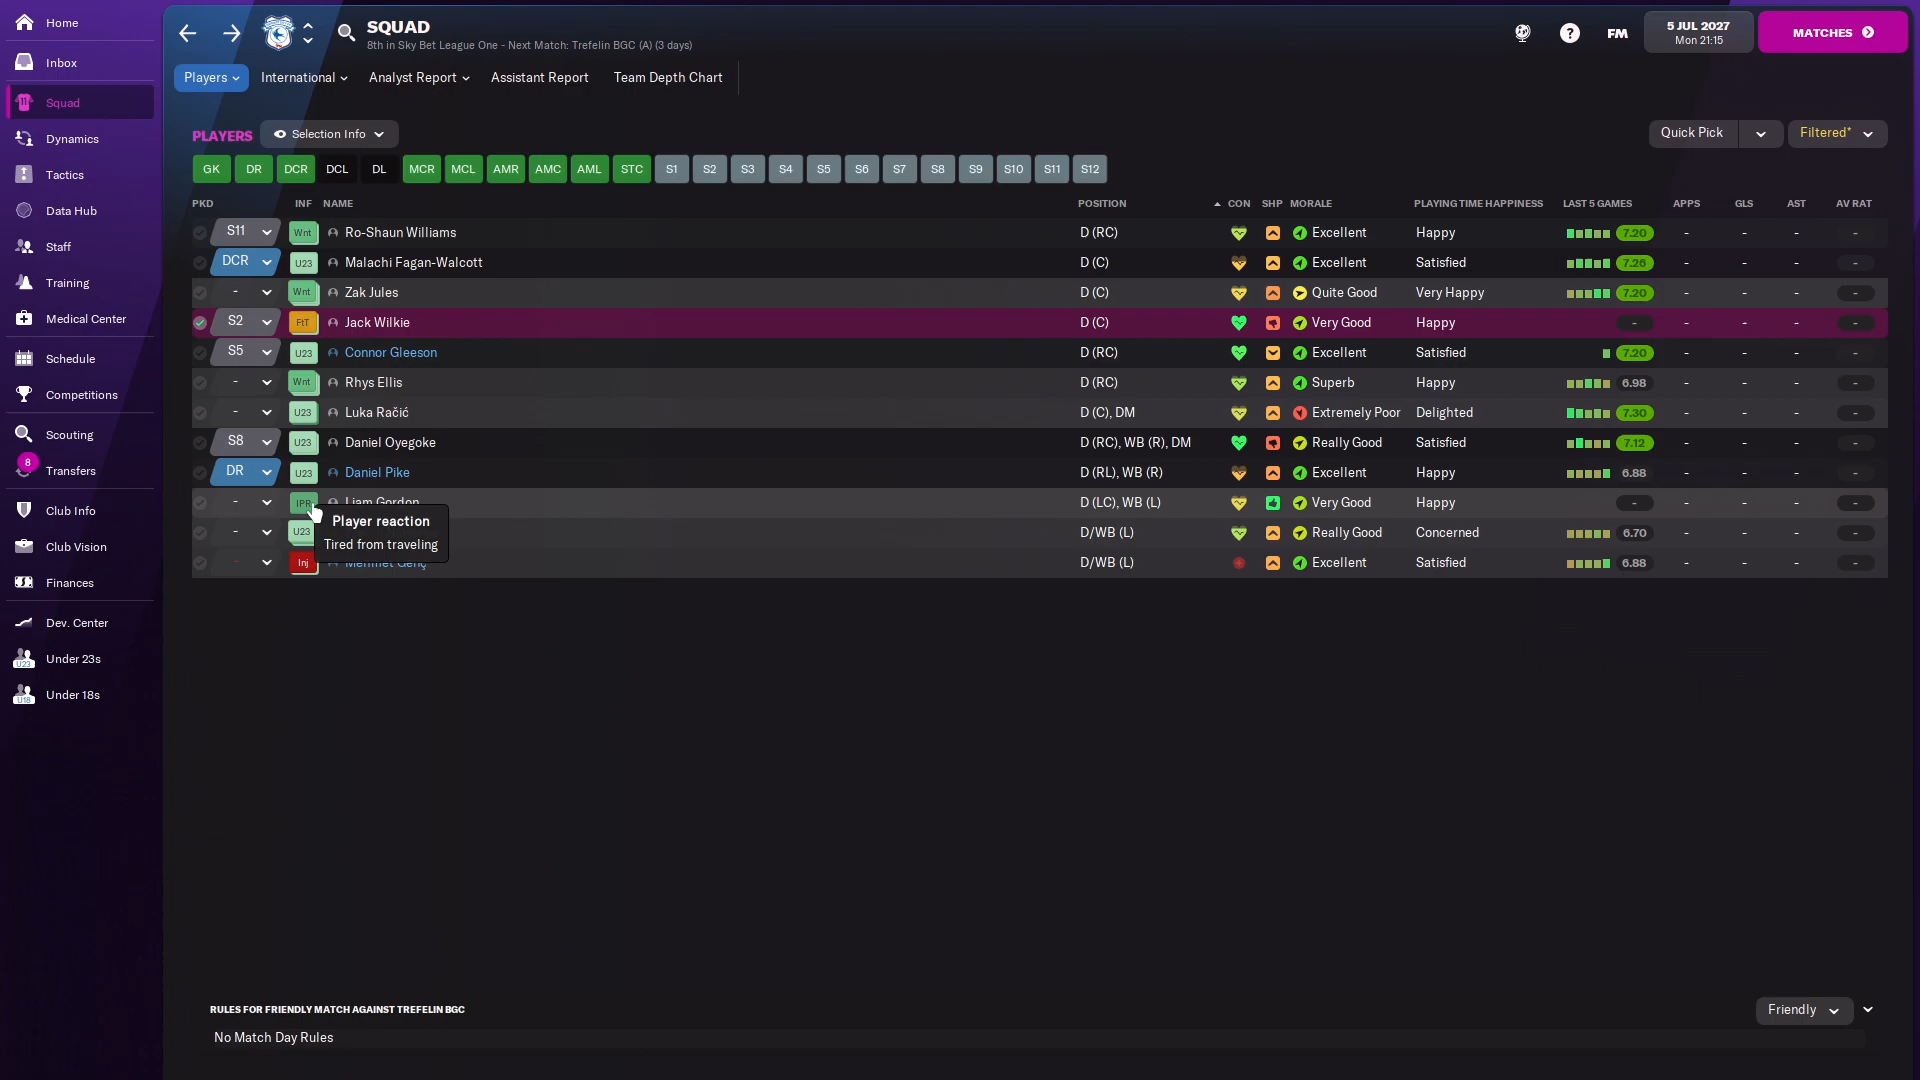 Home
Inbox
Squad
Dynamics
Tactics
Data Hub
Staff
Training
Medical Center
Schedule
Competitions
Scouting
8
Transfers
Club Info
Club Vision
Finances
Dev. Center
U23
Under 23s
U18
Under 18s
SQUAD
8th in Sky Bet League One - Next Match: Trefelin BGC (A) (3 days)
?
FM
5 JUL 2027
Mon 21:15
MATCHES
Players
International
Analyst Report
Assistant Report
Team Depth Chart
PLAYERS
Selection Info
Quick Pick
Filtered*
GK DR DCR DCL DL MCR MCL AMR AMC AML STC S1 S2 S3 S4 S5 S6 S7 S8 S9 S10 S11 S12
PKD INF NAME POSITION CON SHP MORALE PLAYING TIME HAPPINESS LAST 5 GAMES APPS GLS AST AV RAT
S11 Wnt Ro-Shaun Williams D (RC) Excellent Happy 7.20 - - - -
DCR U23 Malachi Fagan-Walcott D (C) Excellent Satisfied 7.26 - - - -
- Wnt Zak Jules D (C) Quite Good Very Happy 7.20 - - - -
S2 FtT Jack Wilkie D (C) Very Good Happy - - - - -
S5 U23 Connor Gleeson D (RC) Excellent Satisfied 7.20 - - - -
- Wnt Rhys Ellis D (RC) Superb Happy 6.98 - - - -
- U23 Luka Račić D (C), DM Extremely Poor Delighted 7.30 - - - -
S8 U23 Daniel Oyegoke D (RC), WB (R), DM Really Good Satisfied 7.12 - - - -
DR U23 Daniel Pike D (RL), WB (R) Excellent Happy 6.88 - - - -
- IPR Liam Gordon D (LC), WB (L) Very Good Happy - - - - -
Player reaction
Tired from traveling
- U23 D/WB (L) Really Good Concerned 6.70 - - - -
- Inj Mehmet Genç D/WB (L) Excellent Satisfied 6.88 - - - -
RULES FOR FRIENDLY MATCH AGAINST TREFELIN BGC
Friendly
No Match Day Rules